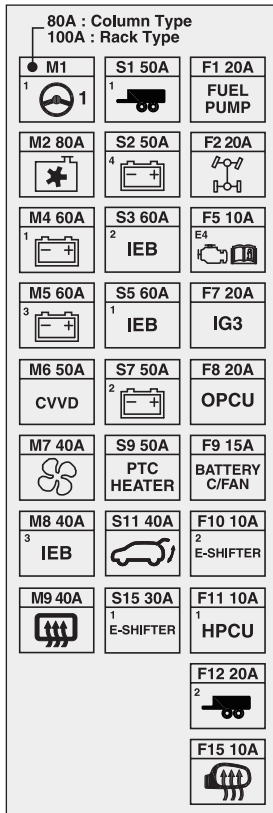 80A : Column Type
100A : Rack Type
M1 S1 50A F1 20A
1 1 1 FUEL PUMP
M2 80A S2 50A F2 20A
4 − +
M4 60A S3 60A F5 10A
1 − + 2 IEB E4
M5 60A S5 60A F7 20A
3 − + 1 IEB IG3
M6 50A S7 50A F8 20A
CVVD 2 − + OPCU
M7 40A S9 50A F9 15A
PTC HEATER BATTERY C/FAN
M8 40A S11 40A F10 10A
3 IEB 2 E-SHIFTER
M9 40A S15 30A F11 10A
1 E-SHIFTER 1 HPCU
F12 20A
2
F15 10A